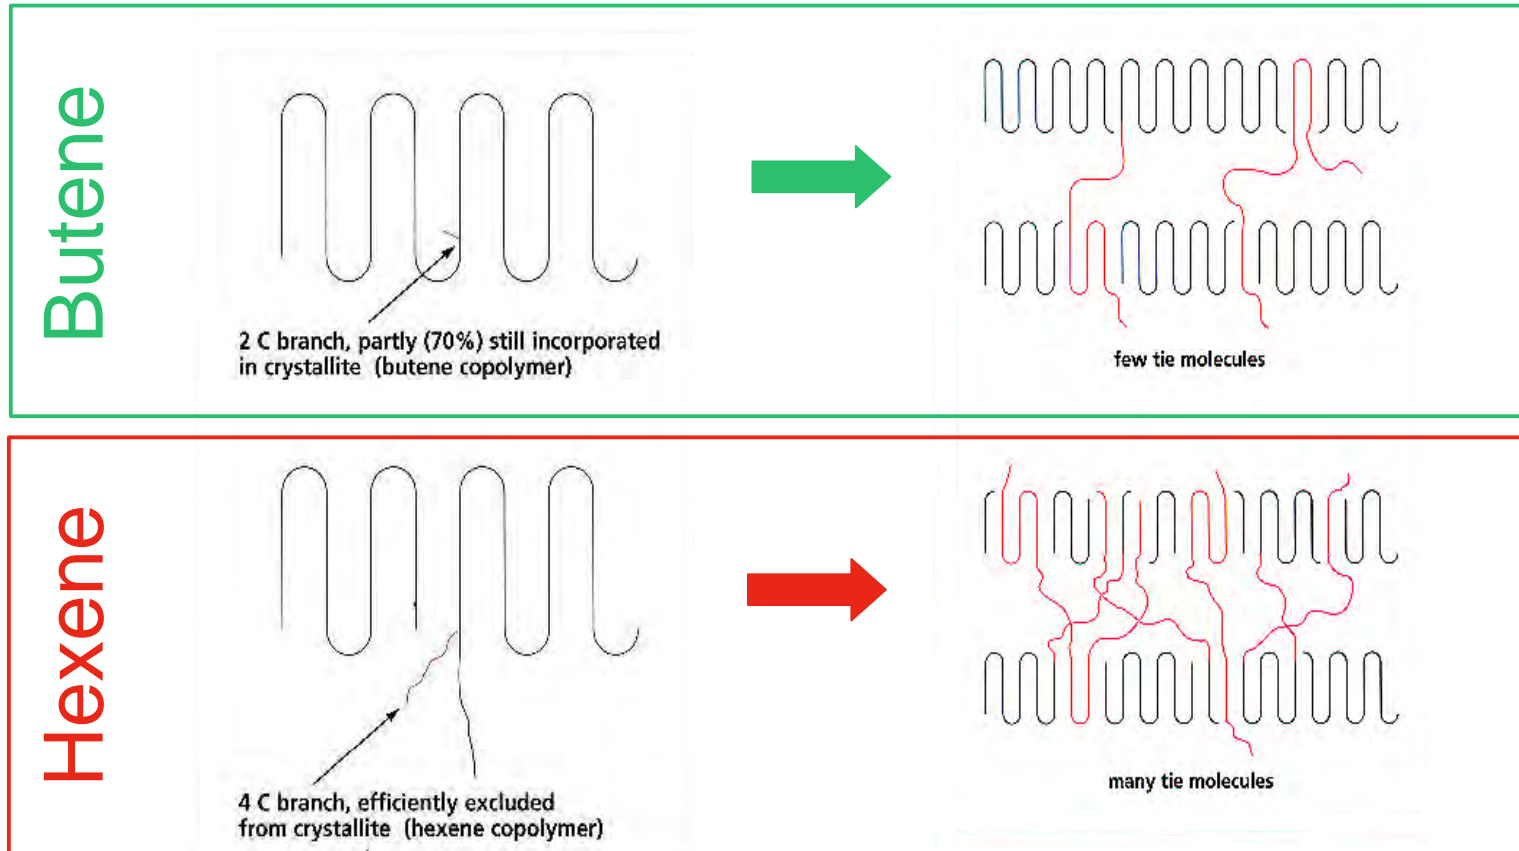 Butene
2 C branch, partly (70%) still incorporated
in crystallite (butene copolymer)
few tie molecules
Hexene
4 C branch, efficiently excluded
from crystallite (hexene copolymer)
many tie molecules